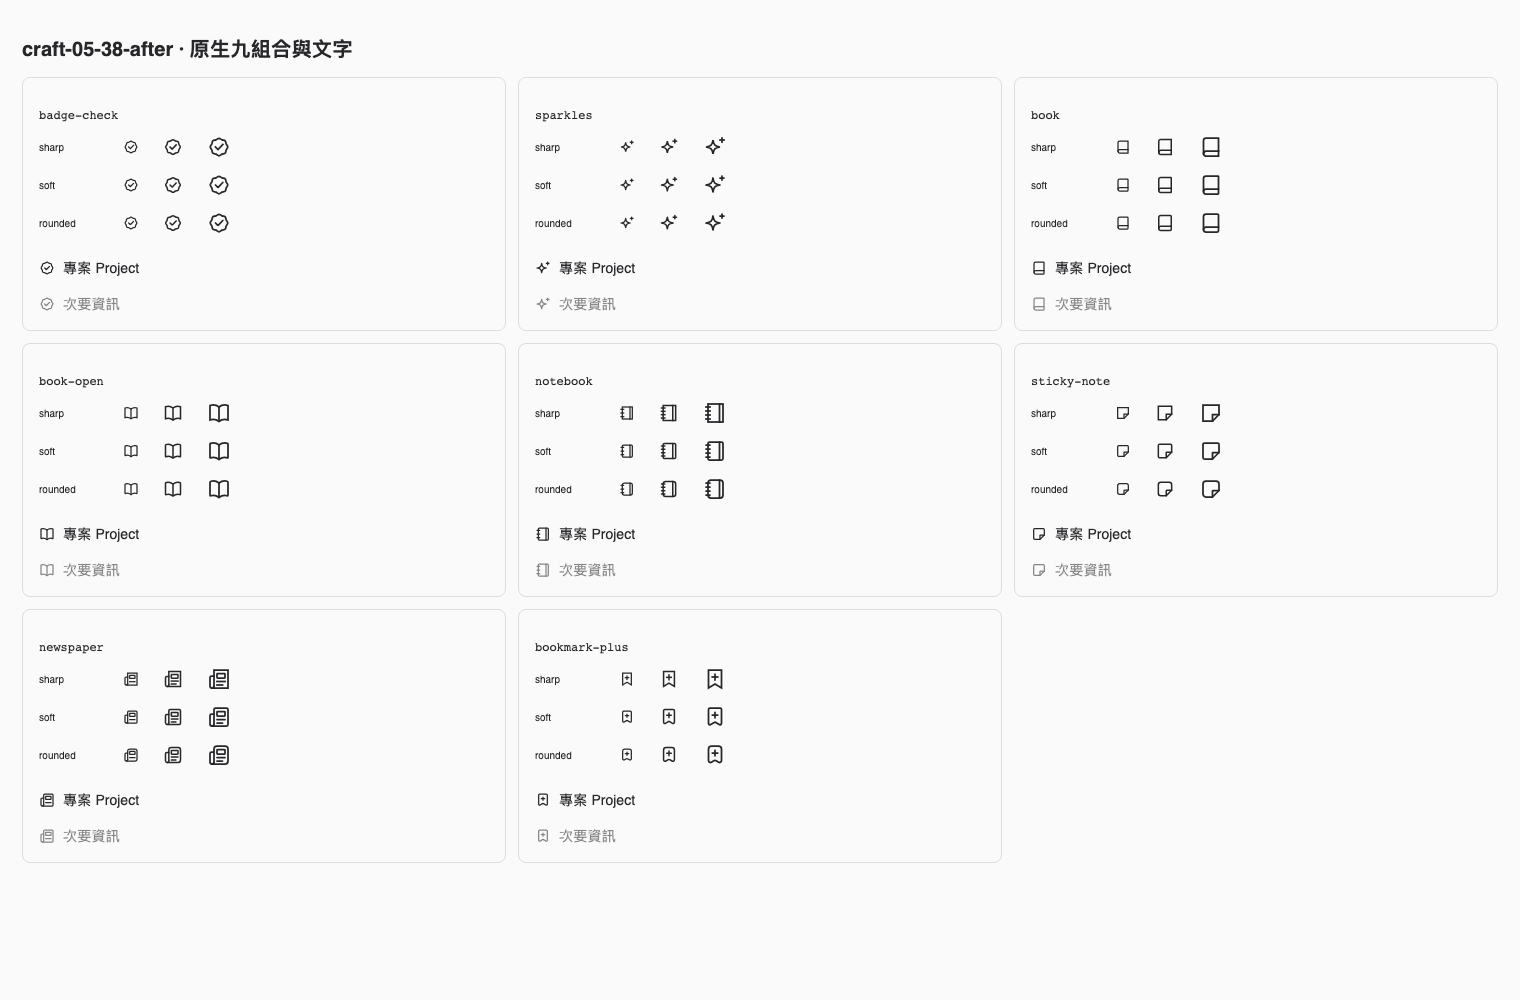 craft-05-38-after · 原生九組合與文字
badge-check
sharp
soft
rounded
專案 Project
次要資訊
sparkles
sharp
soft
rounded
專案 Project
次要資訊
book
sharp
soft
rounded
專案 Project
次要資訊
book-open
sharp
soft
rounded
專案 Project
次要資訊
notebook
sharp
soft
rounded
專案 Project
次要資訊
sticky-note
sharp
soft
rounded
專案 Project
次要資訊
newspaper
sharp
soft
rounded
專案 Project
次要資訊
bookmark-plus
sharp
soft
rounded
專案 Project
次要資訊